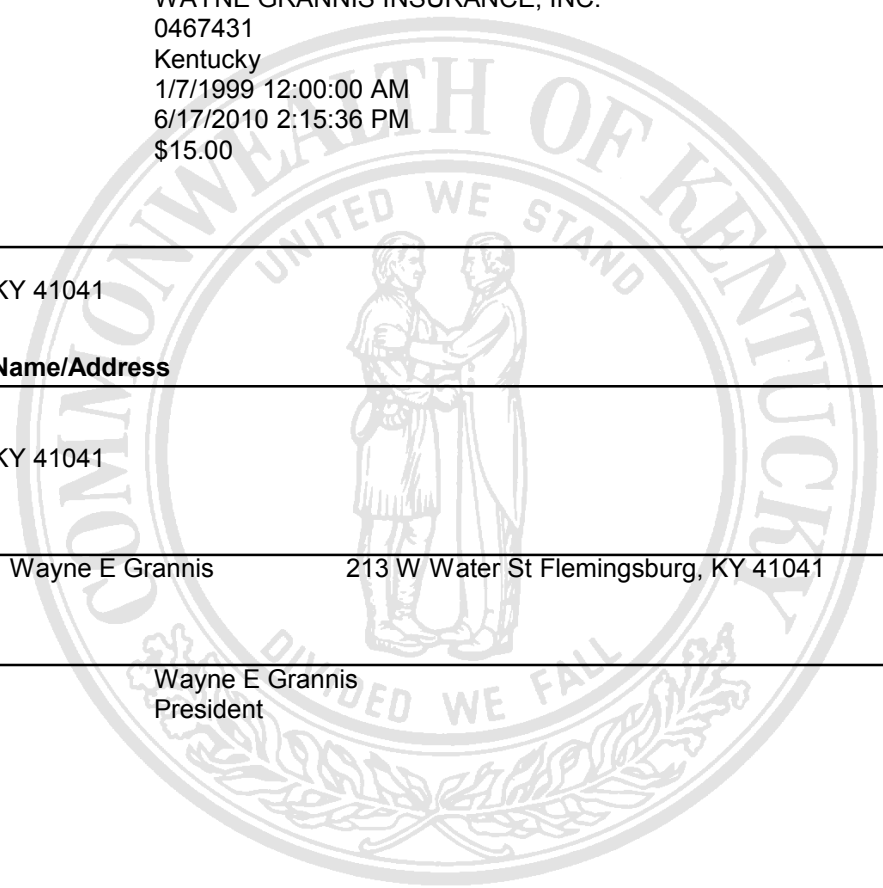 WAYNE GRANNIS INSURANCE, INC.
0467431
Kentucky
1/7/1999 12:00:00 AM
6/17/2010 2:15:36 PM
$15.00
COMMONWEALTH OF KENTUCKY
UNITED WE STAND
KY 41041
Name/Address
KY 41041
Wayne E Grannis 213 W Water St Flemingsburg, KY 41041
DIVIDED WE FALL
Wayne E Grannis
President